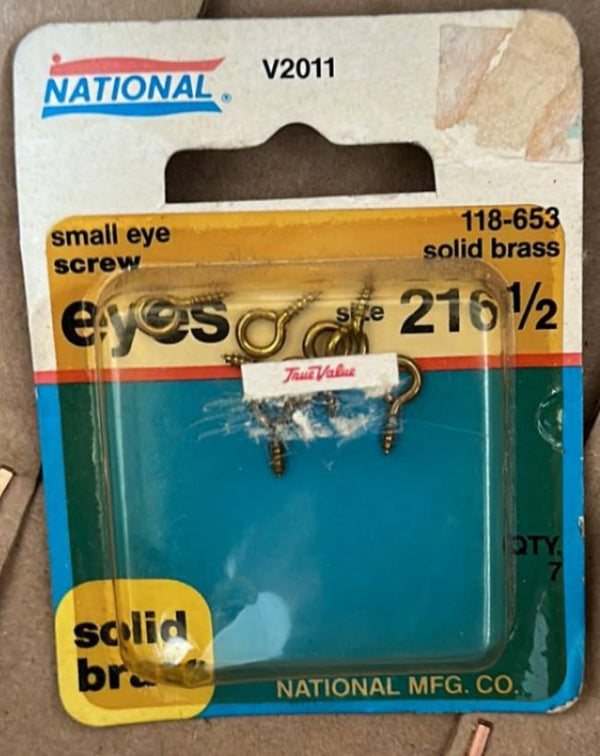 NATIONAL®
V2011
small eye
screw
118-653
solid brass
eyes
size 216 1/2
True Value
QTY.
7
solid
brass
NATIONAL MFG. CO.